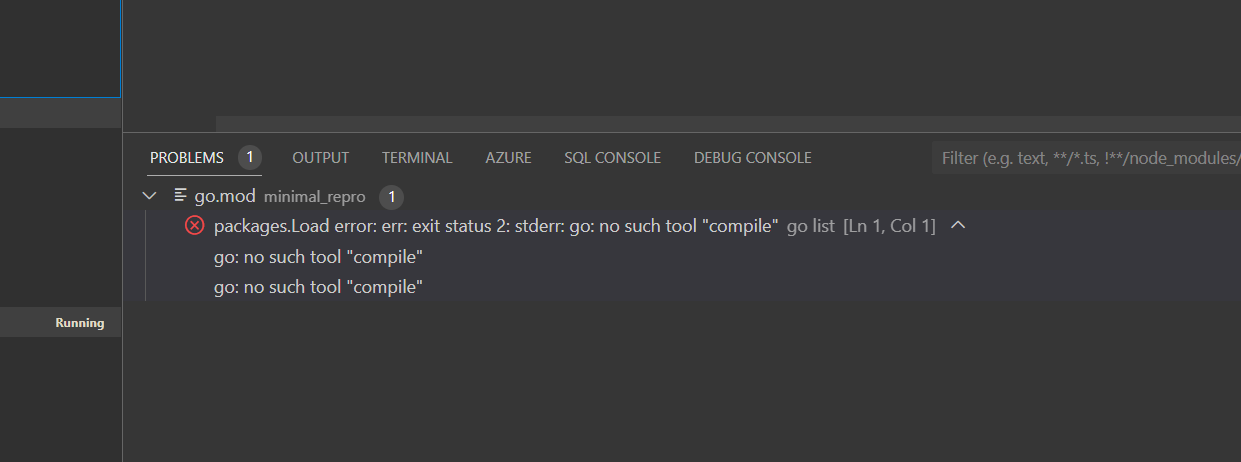 PROBLEMS 1 OUTPUT TERMINAL AZURE SQL CONSOLE DEBUG CONSOLE Filter (e.g. text, **/*.ts, !**/node_modules/
go.mod minimal_repro 1
packages.Load error: err: exit status 2: stderr: go: no such tool "compile" go list [Ln 1, Col 1]
go: no such tool "compile"
go: no such tool "compile"
Running